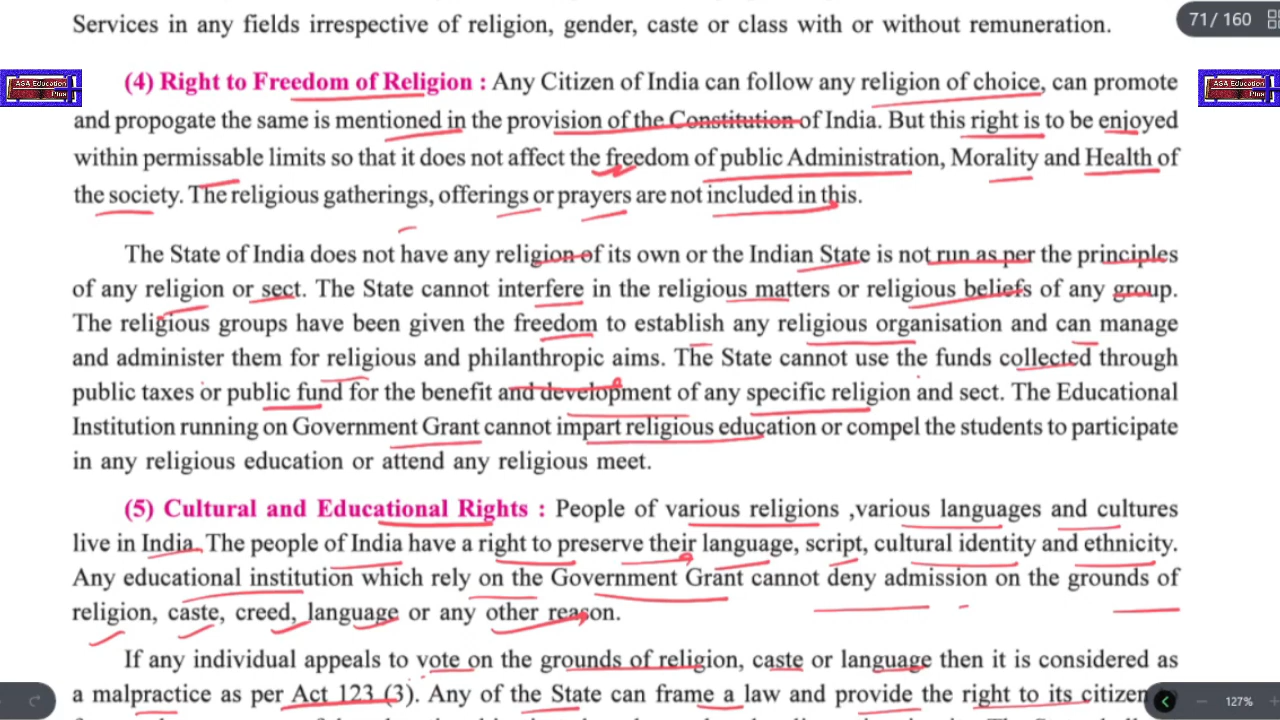 Services in any fields irrespective of religion, gender, caste or class with or without remuneration.
71/ 160
ASA Education
Plus
ASA Education
Plus
(4) Right to Freedom of Religion : Any Citizen of India can follow any religion of choice, can promote
and propogate the same is mentioned in the provision of the Constitution of India. But this right is to be enjoyed
within permissable limits so that it does not affect the freedom of public Administration, Morality and Health of
the society. The religious gatherings, offerings or prayers are not included in this.
The State of India does not have any religion of its own or the Indian State is not run as per the principles
of any religion or sect. The State cannot interfere in the religious matters or religious beliefs of any group.
The religious groups have been given the freedom to establish any religious organisation and can manage
and administer them for religious and philanthropic aims. The State cannot use the funds collected through
public taxes or public fund for the benefit and development of any specific religion and sect. The Educational
Institution running on Government Grant cannot impart religious education or compel the students to participate
in any religious education or attend any religious meet.
(5) Cultural and Educational Rights : People of various religions ,various languages and cultures
live in India. The people of India have a right to preserve their language, script, cultural identity and ethnicity.
Any educational institution which rely on the Government Grant cannot deny admission on the grounds of
religion, caste, creed, language or any other reason.
If any individual appeals to vote on the grounds of religion, caste or language then it is considered as
a malpractice as per Act 123 (3). Any of the State can frame a law and provide the right to its citizen
127%